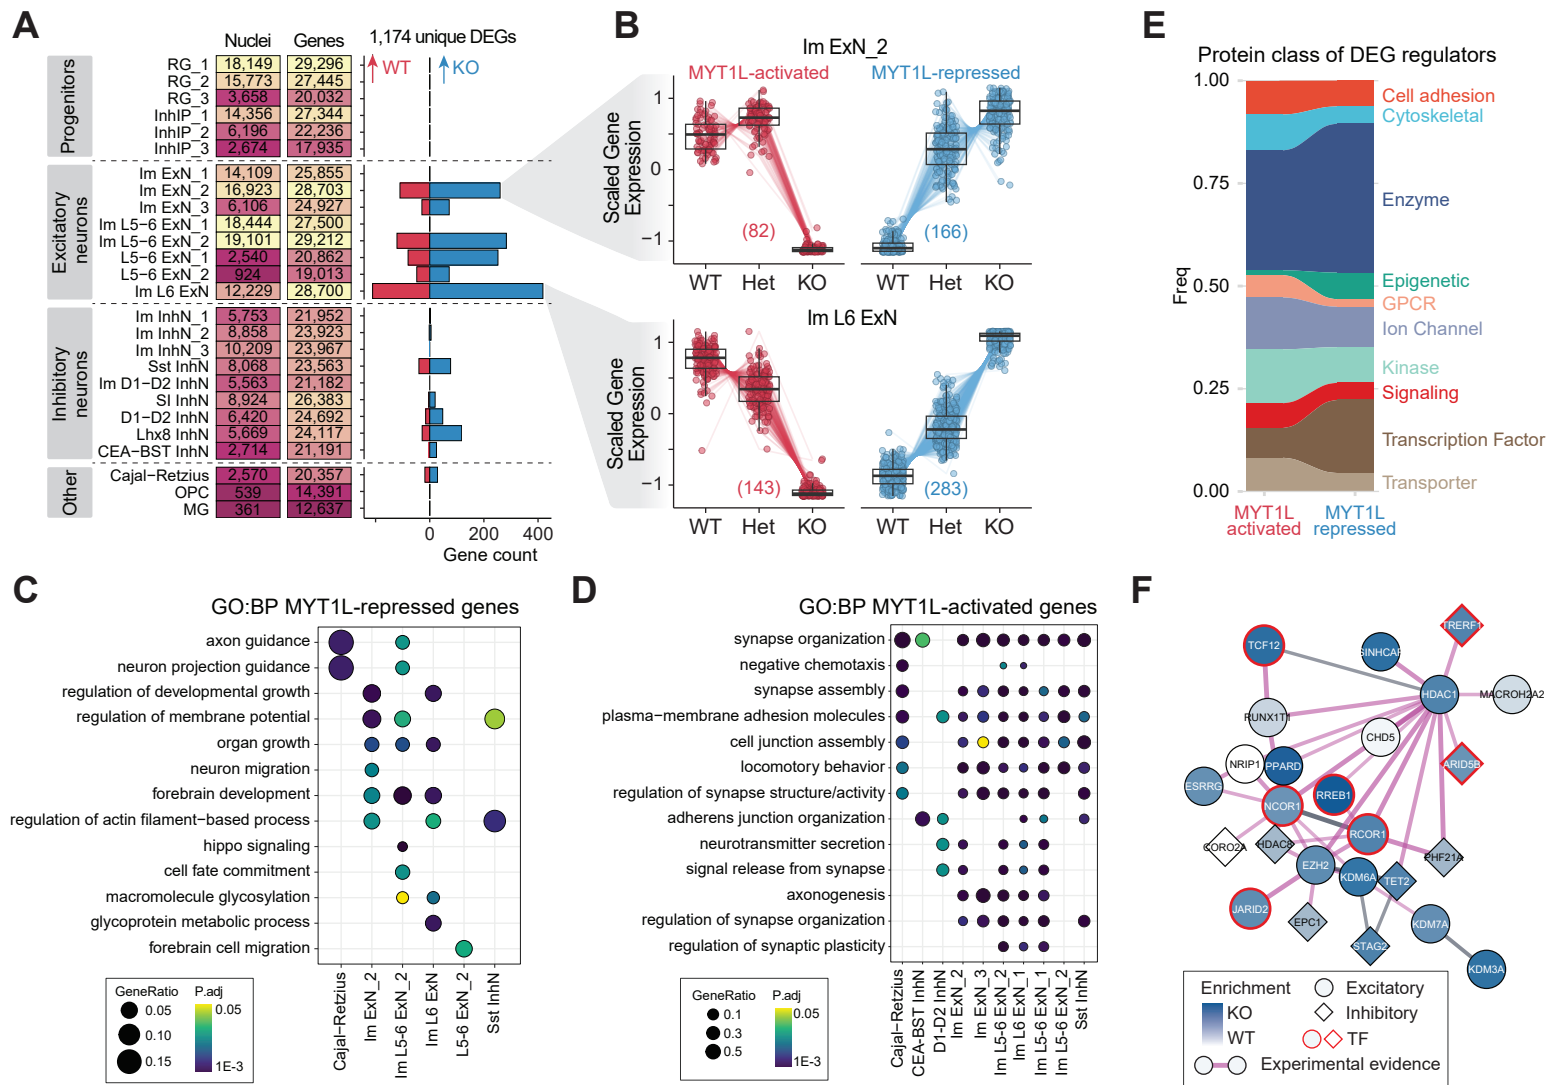 A
Nuclei Genes 1,174 unique DEGs
WT KO
Progenitors
RG_1 18,149 29,296
RG_2 15,773 27,445
RG_3 3,658 20,032
InhIP_1 14,356 27,344
InhIP_2 6,196 22,236
InhIP_3 2,674 17,935
Excitatory
neurons
Im ExN_1 14,109 25,855
Im ExN_2 16,923 28,703
Im ExN_3 6,106 24,927
Im L5−6 ExN_1 18,444 27,500
Im L5−6 ExN_2 19,101 29,212
L5−6 ExN_1 2,540 20,862
L5−6 ExN_2 924 19,013
Im L6 ExN 12,229 28,700
Inhibitory
neurons
Im InhN_1 5,753 21,952
Im InhN_2 8,858 23,923
Im InhN_3 10,209 23,967
Sst InhN 8,068 23,563
Im D1−D2 InhN 5,563 21,182
SI InhN 8,924 26,383
D1−D2 InhN 6,420 24,692
Lhx8 InhN 5,669 24,117
CEA−BST InhN 2,714 21,191
Other
Cajal−Retzius 2,570 20,357
OPC 539 14,391
MG 361 12,637
0 200 400
Gene count
B
Im ExN_2
MYT1L-activated MYT1L-repressed
Scaled Gene
Expression
1
0
−1
(82) (166)
WT Het KO WT Het KO
Im L6 ExN
Scaled Gene
Expression
1
0
−1
(143) (283)
WT Het KO WT Het KO
E
Protein class of DEG regulators
Freq
1.00
0.75
0.50
0.25
0.00
Cell adhesion
Cytoskeletal
Enzyme
Epigenetic
GPCR
Ion Channel
Kinase
Signaling
Transcription Factor
Transporter
MYT1L
activated
MYT1L
repressed
C
GO:BP MYT1L-repressed genes
axon guidance
neuron projection guidance
regulation of developmental growth
regulation of membrane potential
organ growth
neuron migration
forebrain development
regulation of actin filament−based process
hippo signaling
cell fate commitment
macromolecule glycosylation
glycoprotein metabolic process
forebrain cell migration
Cajal−Retzius
Im ExN_2
Im L5−6 ExN_2
Im L6 ExN
L5−6 ExN_2
Sst InhN
GeneRatio P.adj
0.05
0.10
0.15
0.05
1E-3
D
GO:BP MYT1L-activated genes
synapse organization
negative chemotaxis
synapse assembly
plasma−membrane adhesion molecules
cell junction assembly
locomotory behavior
regulation of synapse structure/activity
adherens junction organization
neurotransmitter secretion
signal release from synapse
axonogenesis
regulation of synapse organization
regulation of synaptic plasticity
Cajal−Retzius
CEA−BST InhN
D1−D2 InhN
Im ExN_2
Im ExN_3
Im L5−6 ExN_2
Im L6 ExN_1
Im L5−6 ExN_1
Im L5−6 ExN_2
Sst InhN
GeneRatio P.adj
0.1
0.3
0.5
0.05
1E-3
F
TRERF1
TCF12
SINHCAF
HDAC1
MACROH2A2
RUNX1T1
CHD5
NRIP1
PPARD
ARID5B
ESRRG
NCOR1
RREB1
RCOR1
CORO2A
HDAC8
PHF21A
EZH2
KDM6A
TET2
JARID2
EPC1
KDM7A
STAG2
KDM3A
Enrichment
KO
WT
Excitatory
Inhibitory
TF
Experimental evidence